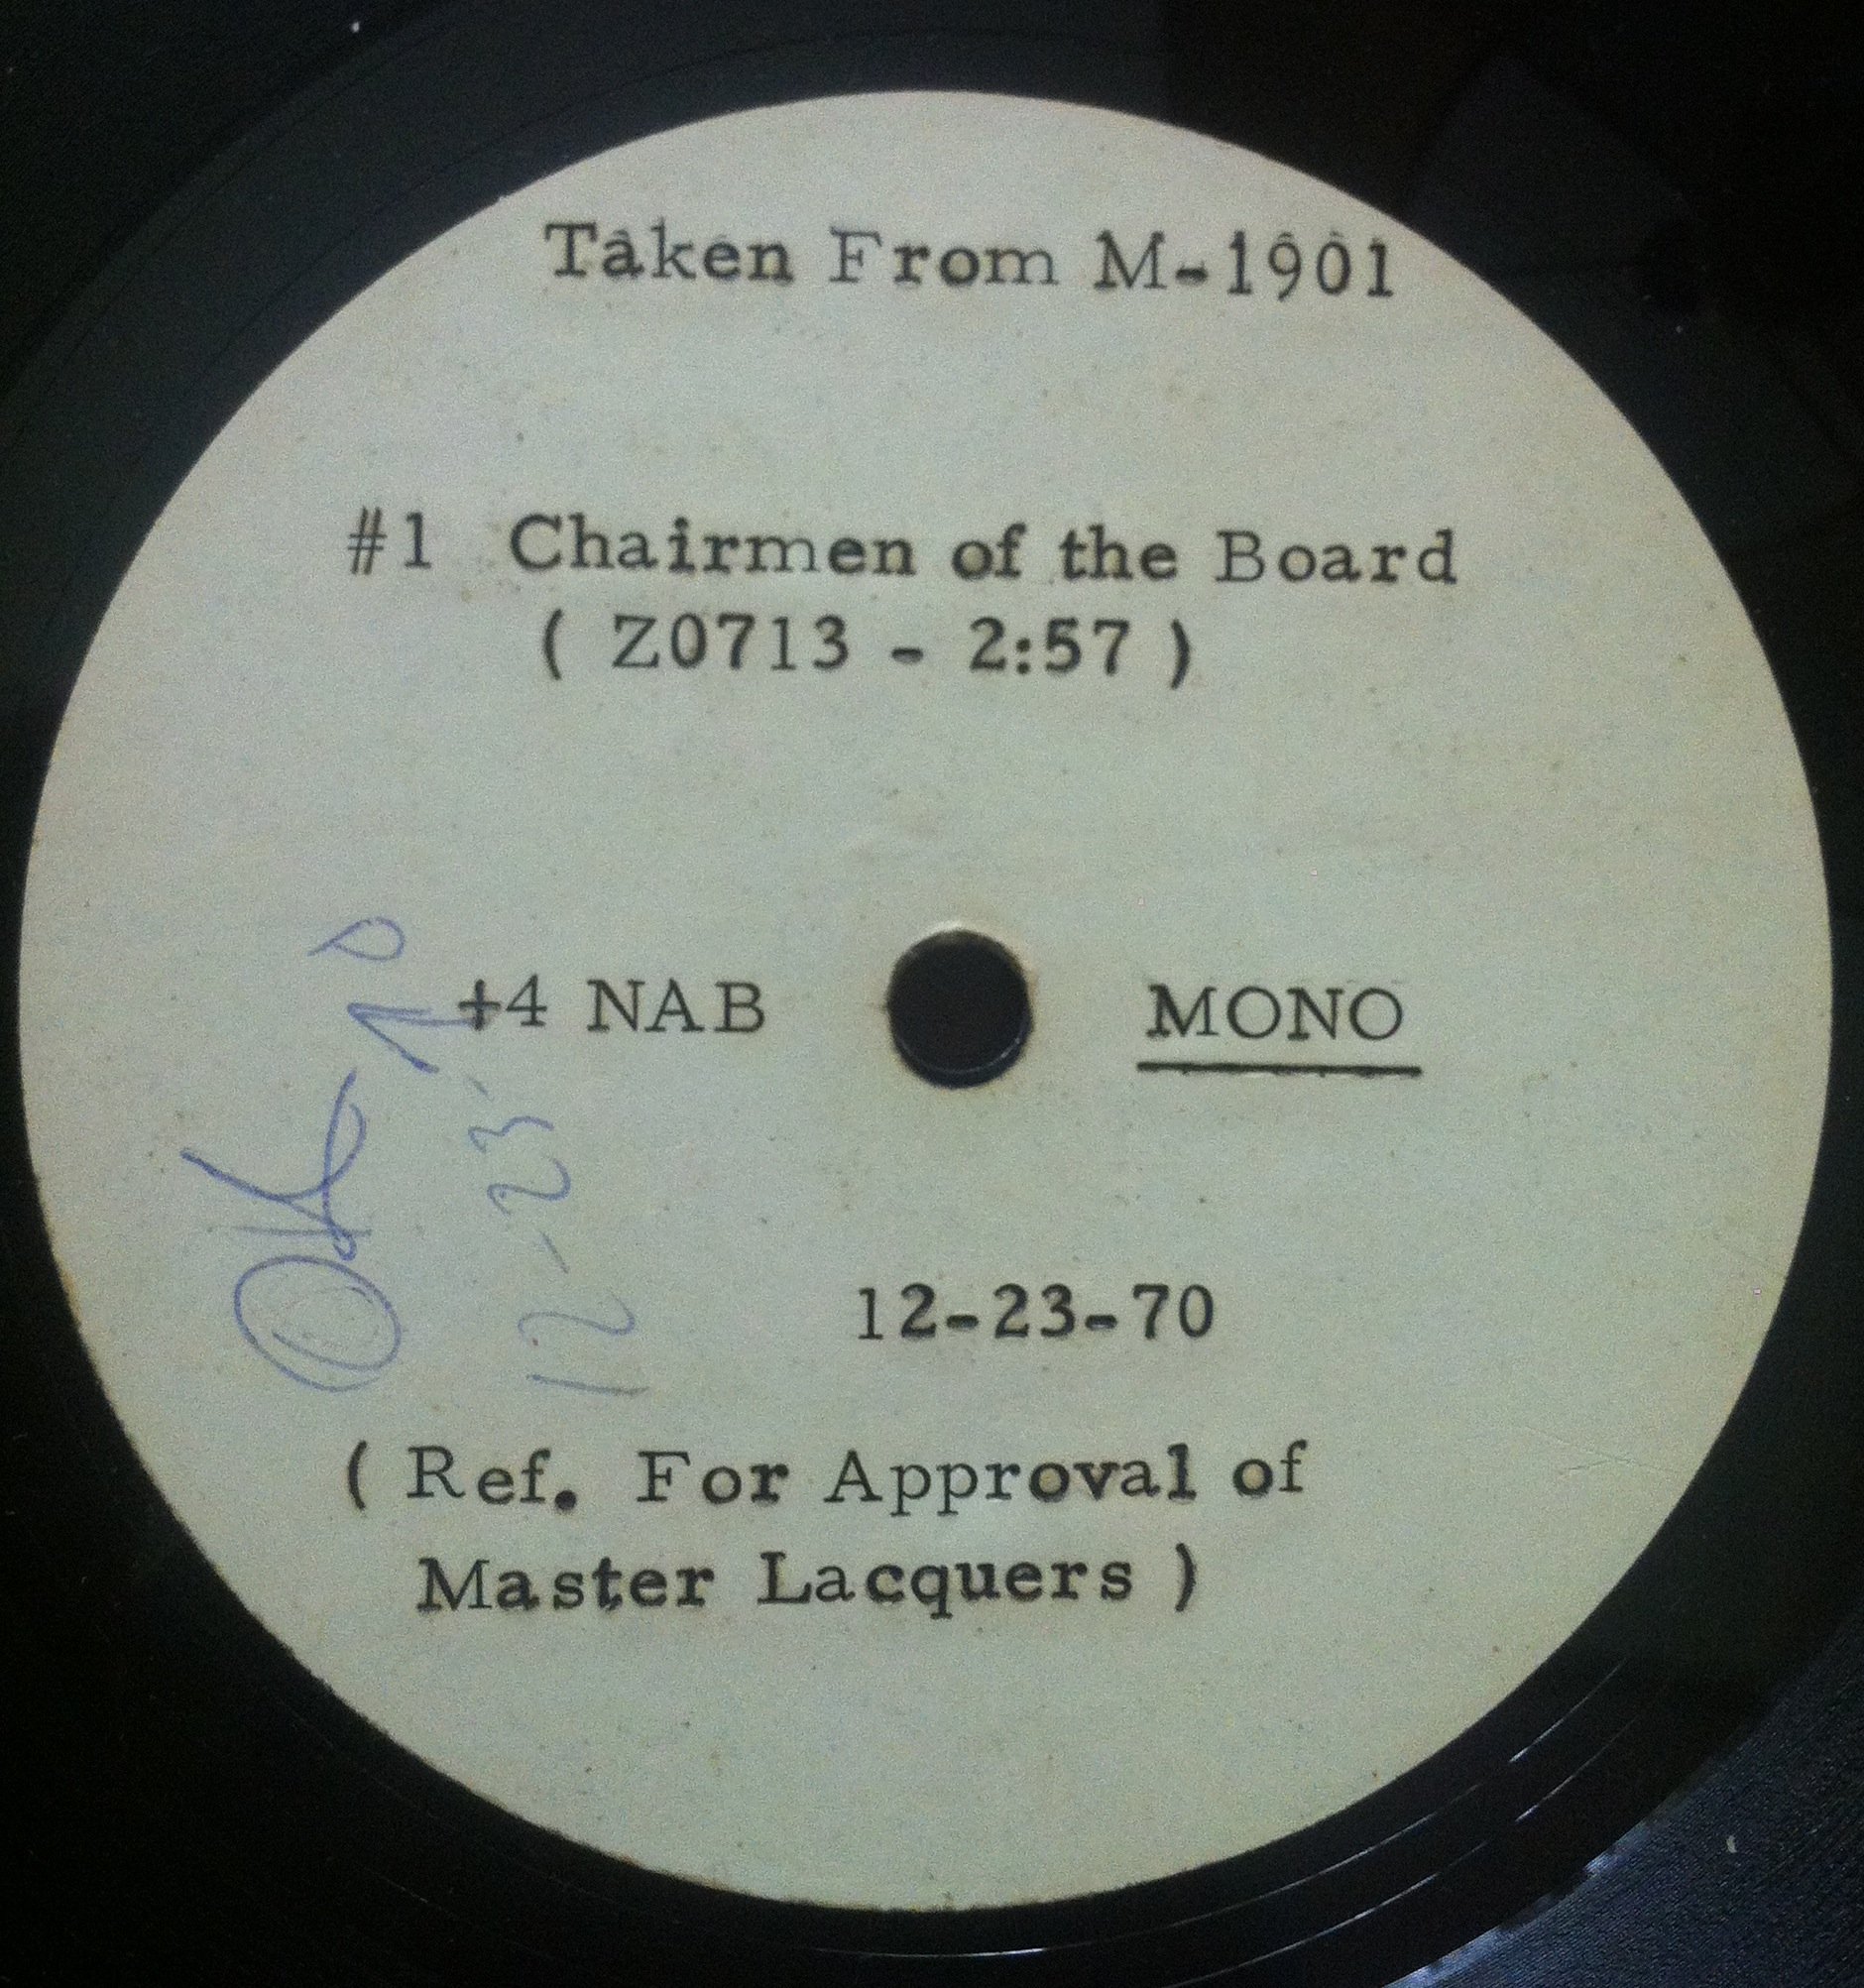 Taken From M-1901
#1 Chairmen of the Board
( Z0713 - 2:57 )
+4 NAB MONO
12-23-70
( Ref. For Approval of
Master Lacquers )
OK
12-23